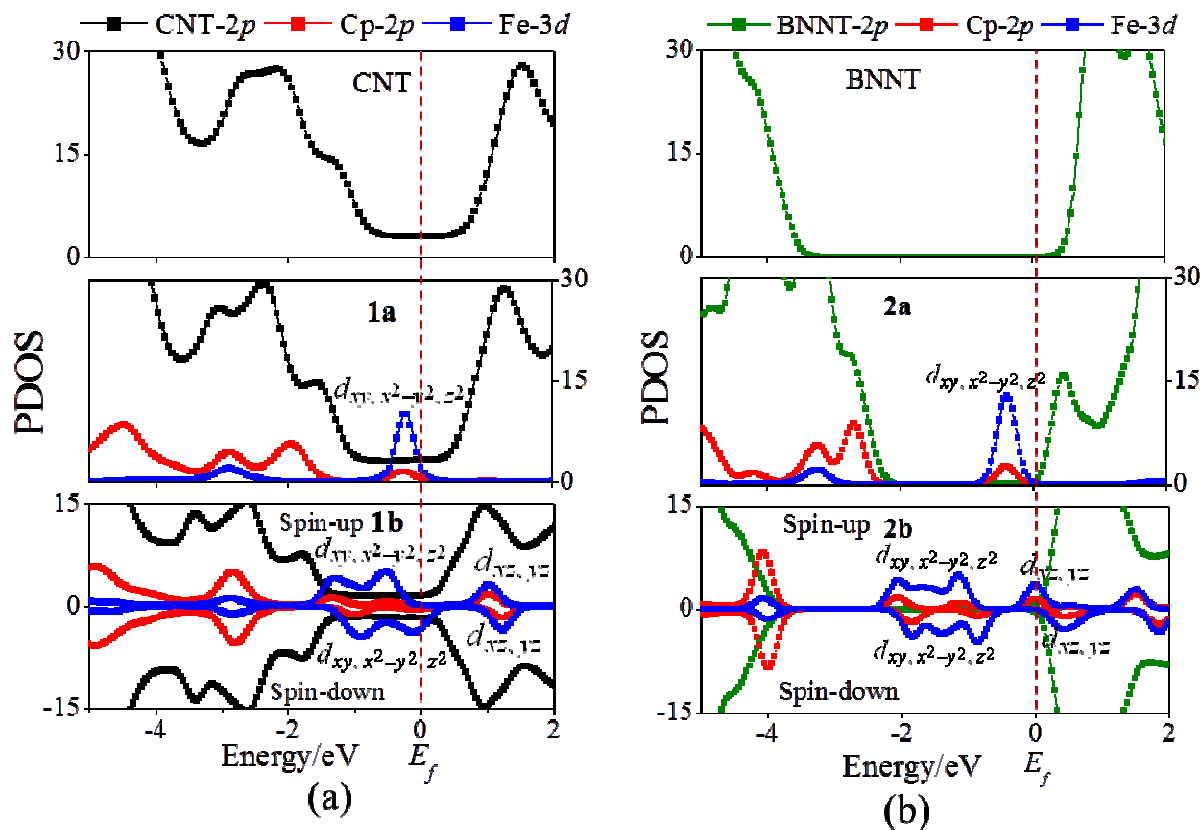 CNT-2p Cp-2p Fe-3d
BNNT-2p Cp-2p Fe-3d
30
CNT
15
0
30
1a
15
dxy, x²−y², z²
0
15
Spin-up 1b
dxy, x²−y², z²
dxz, yz
0
dxz, yz
dxy, x²−y², z²
Spin-down
-15
-4 -2 0 2
Energy/eV Ef
(a)
PDOS
30
BNNT
15
0
30
2a
15
dxy, x²−y², z²
0
15
Spin-up 2b
dxy, x²−y², z²
dxz, yz
0
dxz, yz
dxy, x²−y², z²
Spin-down
-15
-4 -2 0 2
Energy/eV Ef
(b)
PDOS